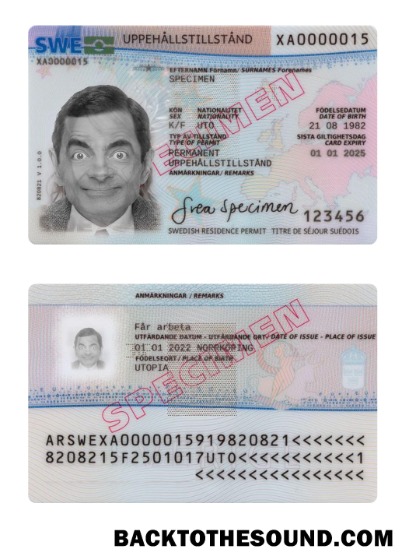 SWE UPPEHÅLLSTILLSTÅND XA0000015
XA0000015
EFTERNAMN Förnamn/ SURNAMES Forenames
SPECIMEN
KÖN NATIONALITET FÖDELSEDATUM
SEX NATIONALITY DATE OF BIRTH
K/F UTO 21 08 1982
TYP AV TILLSTÅND SISTA GILTIGHETSDAG
TYPE OF PERMIT CARD EXPIRY
PERMANENT 01 01 2025
UPPEHÅLLSTILLSTÅND
ANMÄRKNINGAR/ REMARKS
SPECIMEN
820821 V 1.0.0
Svea Specimen 123456
SWEDISH RESIDENCE PERMIT TITRE DE SÉJOUR SUÉDOIS
ANMÄRKNINGAR / REMARKS
Får arbeta
UTFÄRDANDE DATUM - UTFÄRDANDE ORT/ DATE OF ISSUE - PLACE OF ISSUE
01 01 2022 NORRKÖPING
FÖDELSEORT / PLACE OF BIRTH
UTOPIA
SPECIMEN
ARSWEXA0000015919820821<<<<<<<
8208215F2501017UTO<<<<<<<<<<<1
<<<<<<<<<<<<<<<<<
BACKTOTHESOUND.COM